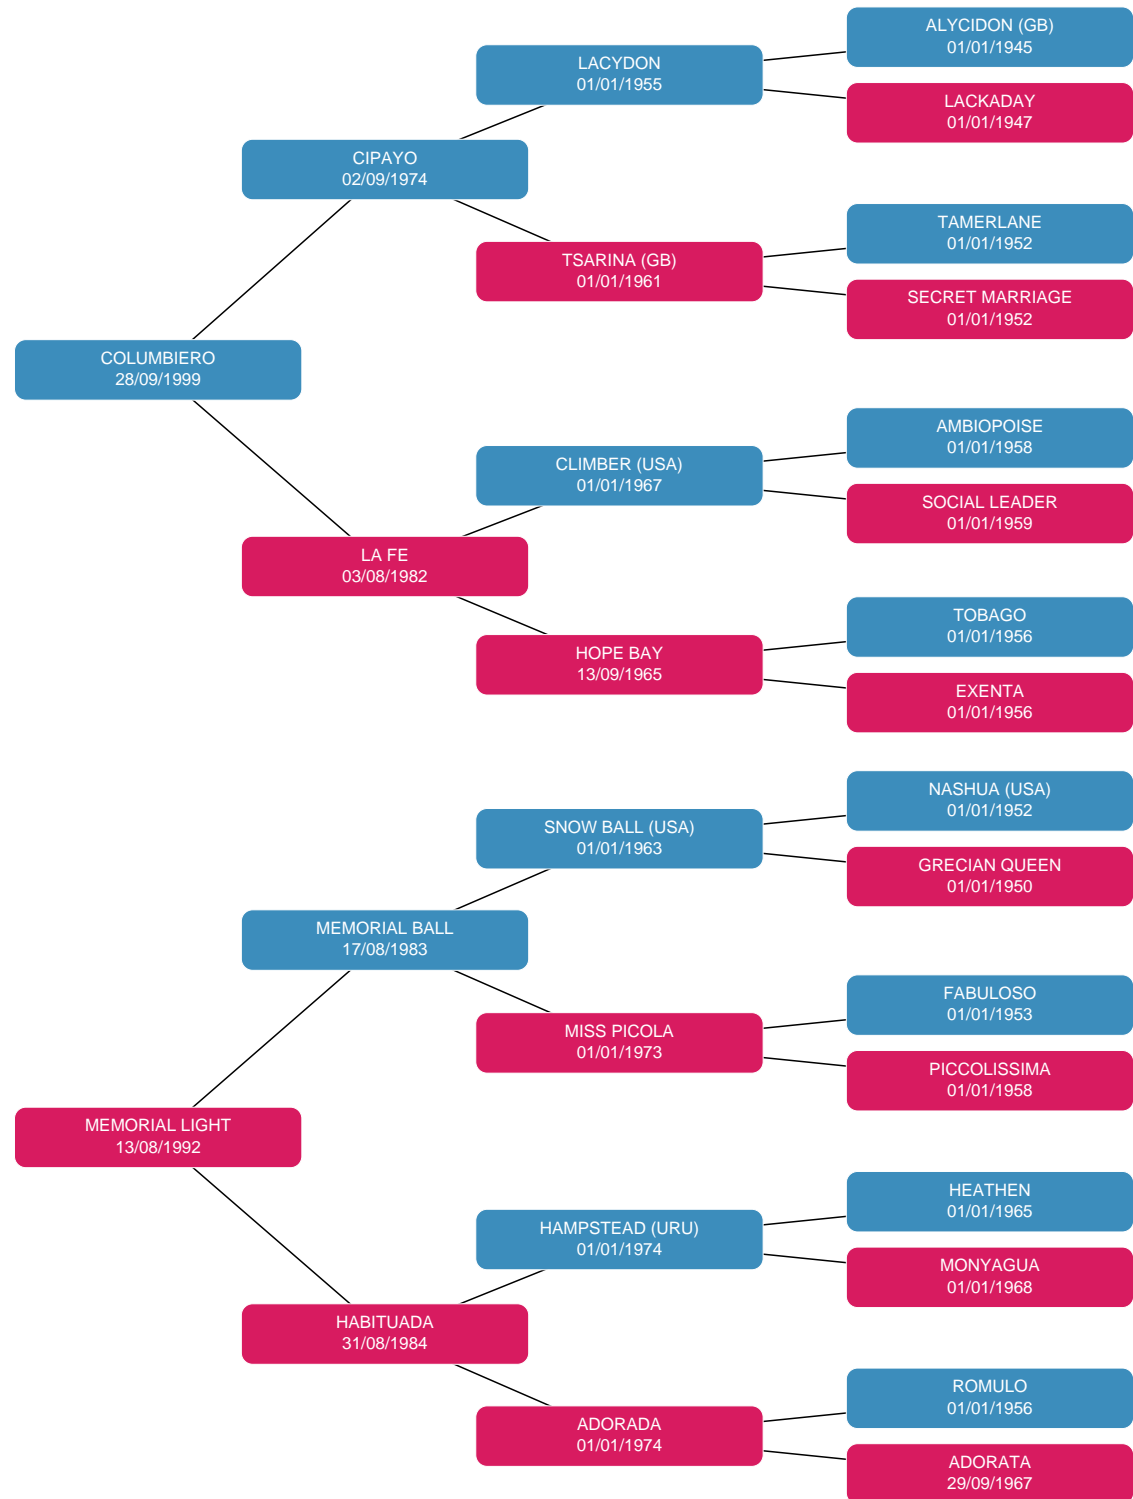 ALYCIDON (GB)
01/01/1945
LACYDON
01/01/1955
LACKADAY
01/01/1947
CIPAYO
02/09/1974
TAMERLANE
01/01/1952
TSARINA (GB)
01/01/1961
SECRET MARRIAGE
01/01/1952
COLUMBIERO
28/09/1999
AMBIOPOISE
01/01/1958
CLIMBER (USA)
01/01/1967
SOCIAL LEADER
01/01/1959
LA FE
03/08/1982
TOBAGO
01/01/1956
HOPE BAY
13/09/1965
EXENTA
01/01/1956
NASHUA (USA)
01/01/1952
SNOW BALL (USA)
01/01/1963
GRECIAN QUEEN
01/01/1950
MEMORIAL BALL
17/08/1983
FABULOSO
01/01/1953
MISS PICOLA
01/01/1973
PICCOLISSIMA
01/01/1958
MEMORIAL LIGHT
13/08/1992
HEATHEN
01/01/1965
HAMPSTEAD (URU)
01/01/1974
MONYAGUA
01/01/1968
HABITUADA
31/08/1984
ROMULO
01/01/1956
ADORADA
01/01/1974
ADORATA
29/09/1967